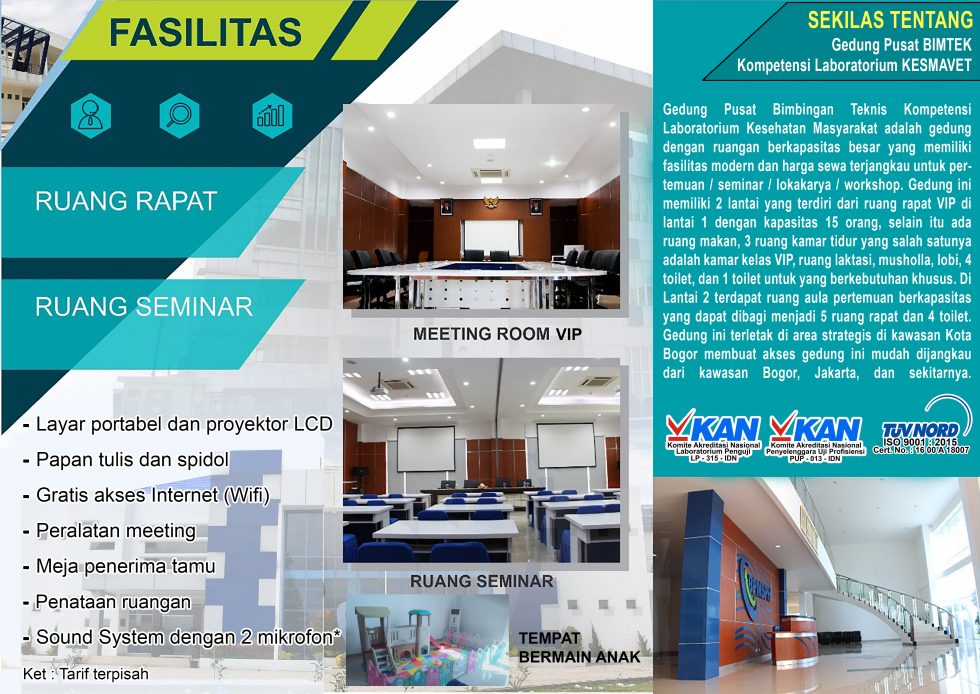 FASILITAS
RUANG RAPAT
RUANG SEMINAR
- Layar portabel dan proyektor LCD
- Papan tulis dan spidol
- Gratis akses Internet (Wifi)
- Peralatan meeting
- Meja penerima tamu
- Penataan ruangan
- Sound System dengan 2 mikrofon*
Ket : Tarif terpisah
MEETING ROOM VIP
RUANG SEMINAR
TEMPAT
BERMAIN ANAK
SEKILAS TENTANG
Gedung Pusat BIMTEK
Kompetensi Laboratorium KESMAVET
Gedung Pusat Bimbingan Teknis Kompetensi
Laboratorium Kesehatan Masyarakat adalah gedung
dengan ruangan berkapasitas besar yang memiliki
fasilitas modern dan harga sewa terjangkau untuk per-
temuan / seminar / lokakarya / workshop. Gedung ini
memiliki 2 lantai yang terdiri dari ruang rapat VIP di
lantai 1 dengan kapasitas 15 orang, selain itu ada
ruang makan, 3 ruang kamar tidur yang salah satunya
adalah kamar kelas VIP, ruang laktasi, musholla, lobi, 4
toilet, dan 1 toilet untuk yang berkebutuhan khusus. Di
Lantai 2 terdapat ruang aula pertemuan berkapasitas
yang dapat dibagi menjadi 5 ruang rapat dan 4 toilet.
Gedung ini terletak di area strategis di kawasan Kota
Bogor membuat akses gedung ini mudah dijangkau
dari kawasan Bogor, Jakarta, dan sekitarnya.
KAN
Komite Akreditasi Nasional
Laboratorium Penguji
LP - 315 - IDN
KAN
Komite Akreditasi Nasional
Penyelenggara Uji Profisiensi
PUP - 013 - IDN
TUV NORD
ISO 9001 : 2015
Cert. No. : 16 00 A 18007
BPMSPH